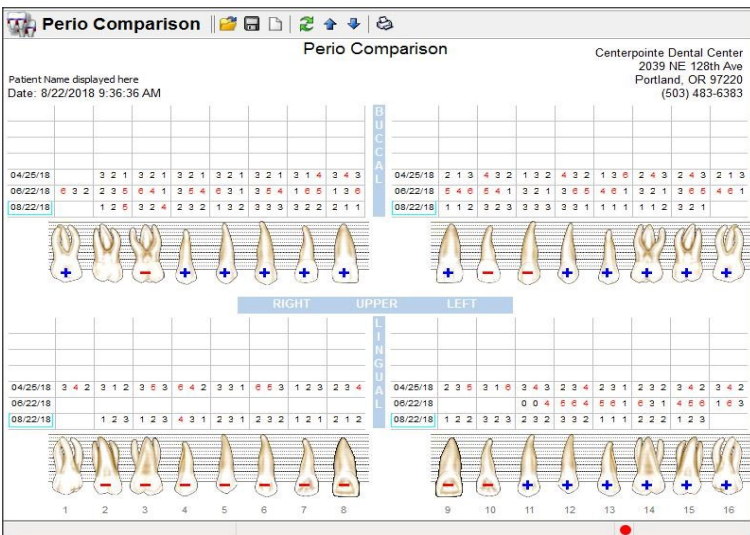 Perio Comparison
Perio Comparison
Centerpointe Dental Center
2039 NE 128th Ave
Portland, OR 97220
(503) 483-6383
Patient Name displayed here
Date: 8/22/2018 9:36:36 AM
BUCCAL
04/25/18 3 2 1 3 2 1 3 2 1 3 2 1 3 2 1 3 1 4 3 4 3
04/25/18 2 1 3 4 3 2 1 3 2 4 3 2 1 3 6 2 4 3 2 4 3 2 1 3
06/22/18 6 3 2 2 3 5 6 4 1 3 5 4 6 3 1 3 5 4 1 6 5 1 3 6
06/22/18 5 4 6 5 4 1 3 2 1 3 6 5 4 6 1 3 2 1 3 6 5 4 6 1
08/22/18 1 2 5 3 2 4 2 3 2 1 3 2 3 3 3 3 2 2 2 1 1
08/22/18 1 1 2 3 2 3 3 3 3 3 3 1 1 1 1 1 1 2 3 2 1
RIGHT UPPER LEFT
LINGUAL
04/25/18 3 4 2 3 1 2 3 5 3 6 4 2 3 3 1 6 5 3 1 2 3 2 3 4
04/25/18 2 3 5 3 1 6 3 4 3 2 3 4 2 3 1 2 3 2 3 4 2 3 4 2
06/22/18
06/22/18 0 0 4 5 6 4 5 6 1 6 3 1 4 5 6 1 6 3
08/22/18 1 2 3 1 2 3 4 3 1 2 3 1 2 3 2 1 2 1 2 1 2
08/22/18 1 2 2 3 2 3 2 3 2 3 3 2 1 1 1 2 2 2 1 2 3
1 2 3 4 5 6 7 8
9 10 11 12 13 14 15 16